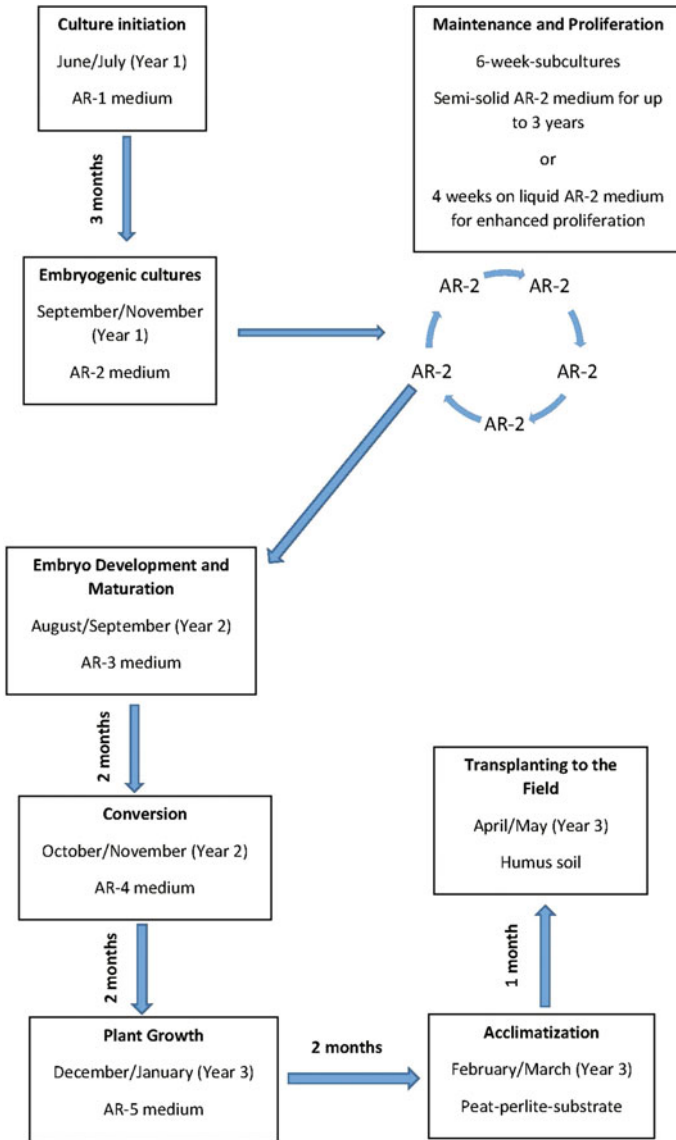 Culture initiation
June/July (Year 1)
AR-1 medium
3 months
Embryogenic cultures
September/November
(Year 1)
AR-2 medium
Maintenance and Proliferation
6-week-subcultures
Semi-solid AR-2 medium for up
to 3 years
or
4 weeks on liquid AR-2 medium
for enhanced proliferation
AR-2
AR-2
AR-2
AR-2
AR-2
Embryo Development and
Maturation
August/September (Year 2)
AR-3 medium
2 months
Conversion
October/November (Year 2)
AR-4 medium
2 months
Plant Growth
December/January (Year 3)
AR-5 medium
2 months
Acclimatization
February/March (Year 3)
Peat-perlite-substrate
1 month
Transplanting to the
Field
April/May (Year 3)
Humus soil